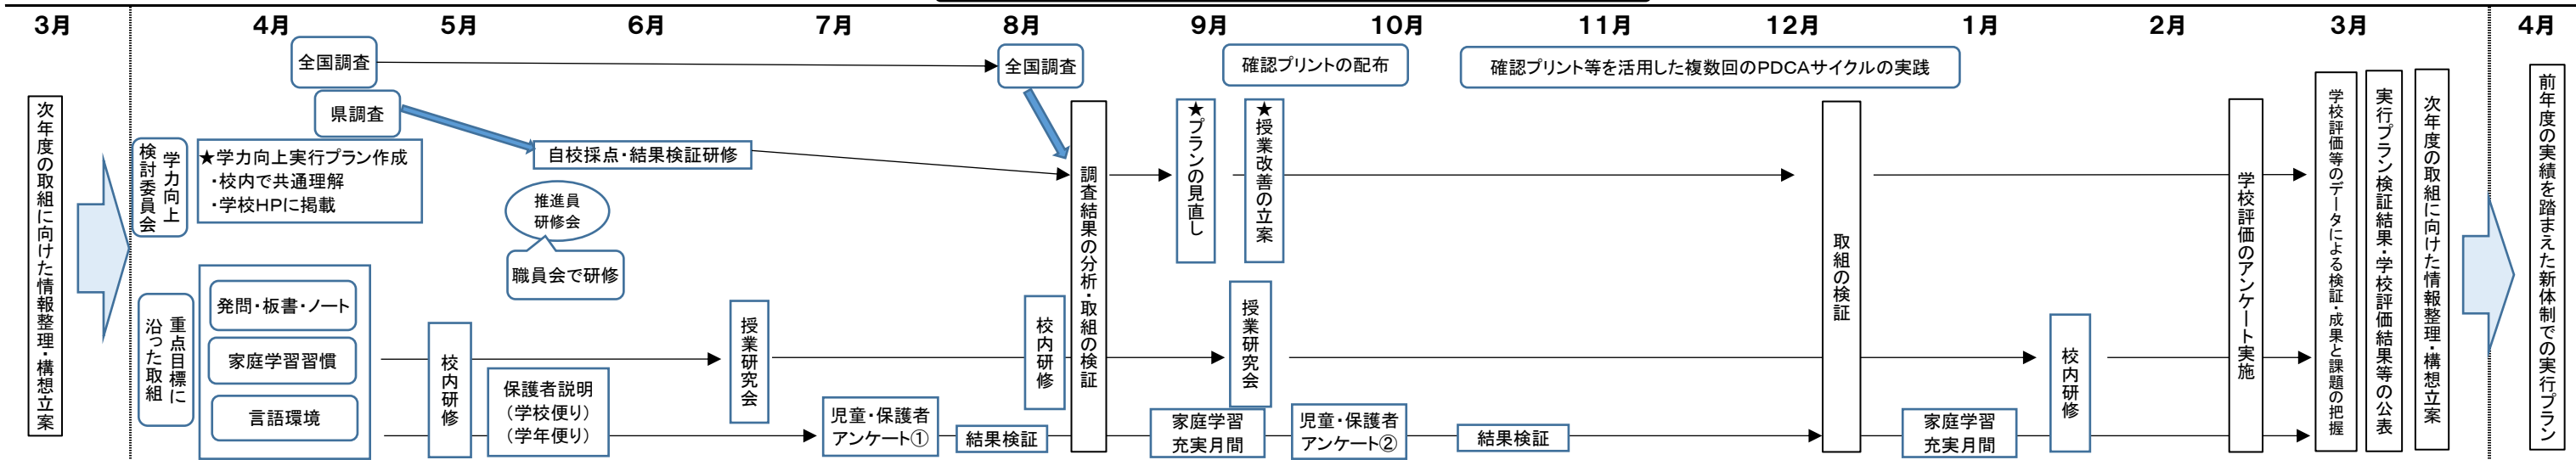 3月
4月
5月
6月
7月
8月
9月
10月
11月
12月
1月
2月
3月
4月
次年度の取組に向けた情報整理・構想立案
学力向上
検討委員会
重点目標に
沿った取組
全国調査
県調査
★学力向上実行プラン作成
・校内で共通理解
・学校HPに掲載
発問・板書・ノート
家庭学習習慣
言語環境
自校採点・結果検証研修
推進員
研修会
職員会で研修
校内研修
保護者説明
(学校便り)
(学年便り)
授業研究会
児童・保護者
アンケート①
結果検証
全国調査
校内研修
調査結果の分析・取組の検証
確認プリントの配布
★プランの見直し
★授業改善の立案
授業研究会
家庭学習
充実月間
児童・保護者
アンケート②
結果検証
確認プリント等を活用した複数回のPDCAサイクルの実践
取組の検証
家庭学習
充実月間
校内研修
学校評価のアンケート実施
学校評価等のデータによる検証・成果と課題の把握
実行プラン検証結果・学校評価結果等の公表
次年度の取組に向けた情報整理・構想立案
前年度の実績を踏まえた新体制での実行プラン